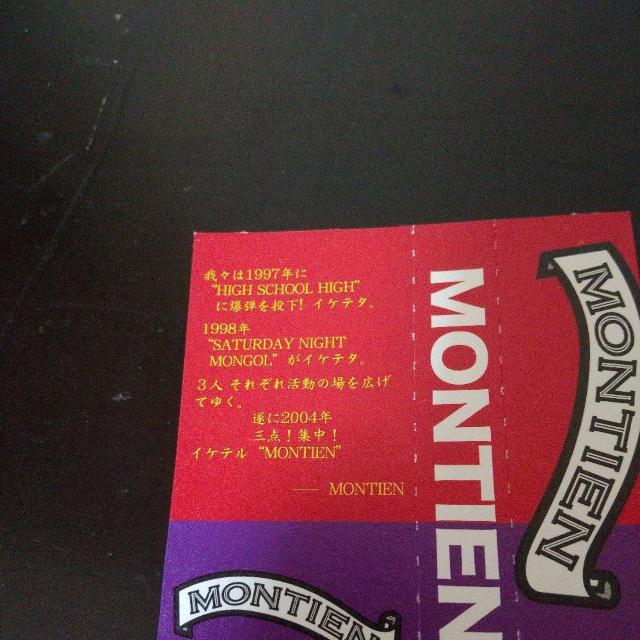 我々は1997年に
“HIGH SCHOOL HIGH”
に爆弾を投下! イケテタ。
1998年
“SATURDAY NIGHT
MONGOL” がイケテタ。
3人 それぞれ活動の場を広げ
てゆく。
遂に2004年
三点！集中！
イケテル “MONTIEN”
── MONTIEN
MONTIEN
MONTIEN
MONTIEN
MONTIEN